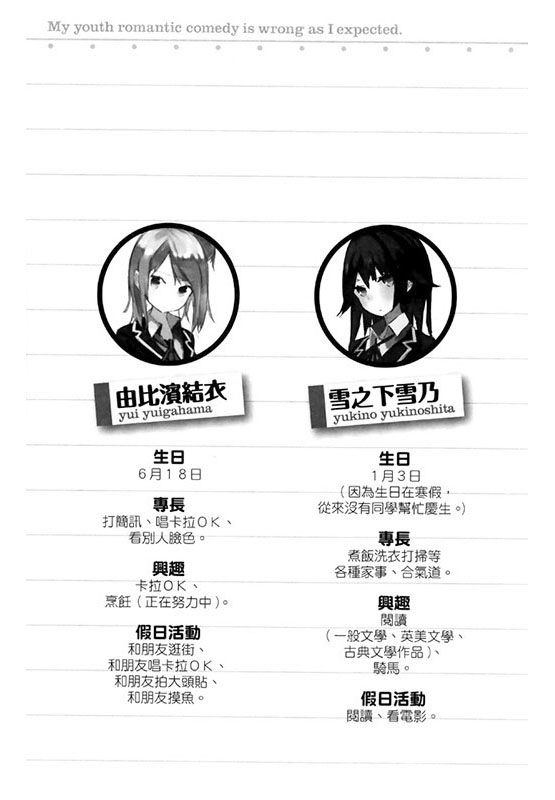 My youth romantic comedy is wrong as I expected.
由比濱結衣
yui yuigahama
生日
6月18日
專長
打簡訊、唱卡拉OK、
看別人臉色。
興趣
卡拉OK、
烹飪(正在努力中)。
假日活動
和朋友逛街、
和朋友唱卡拉OK、
和朋友拍大頭貼、
和朋友摸魚。
雪之下雪乃
yukino yukinoshita
生日
1月3日
(因為生日在寒假,
從來沒有同學幫忙慶生。)
專長
煮飯洗衣打掃等
各種家事、合氣道。
興趣
閱讀
(一般文學、英美文學、
古典文學作品)、
騎馬。
假日活動
閱讀、看電影。